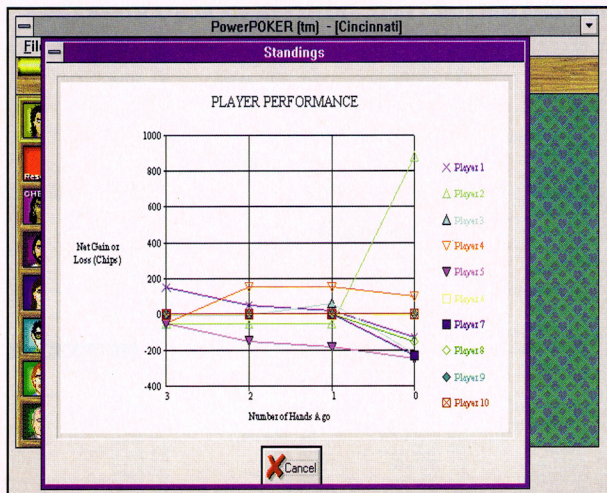 PowerPOKER (tm) - [Cincinnati]
File
Standings
PLAYER PERFORMANCE
1000
800
600
400
200
0
-200
-400
Net Gain or
Loss (Chips)
3
2
1
0
Number of Hands Ago
Player 1
Player 2
Player 3
Player 4
Player 5
Player 6
Player 7
Player 8
Player 9
Player 10
Cancel